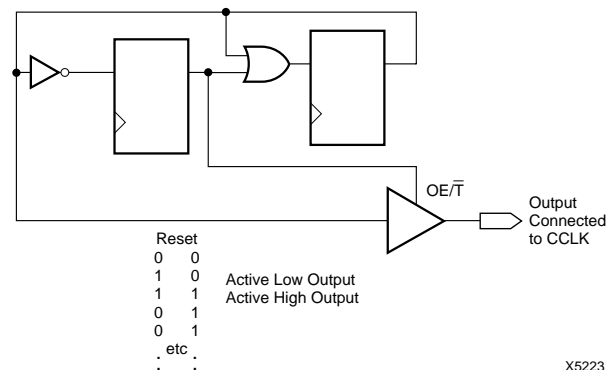 OE/T̅
Output
Connected
to CCLK
Reset
0 0
1 0 Active Low Output
1 1 Active High Output
0 1
0 1
etc
. .
. .
X5223